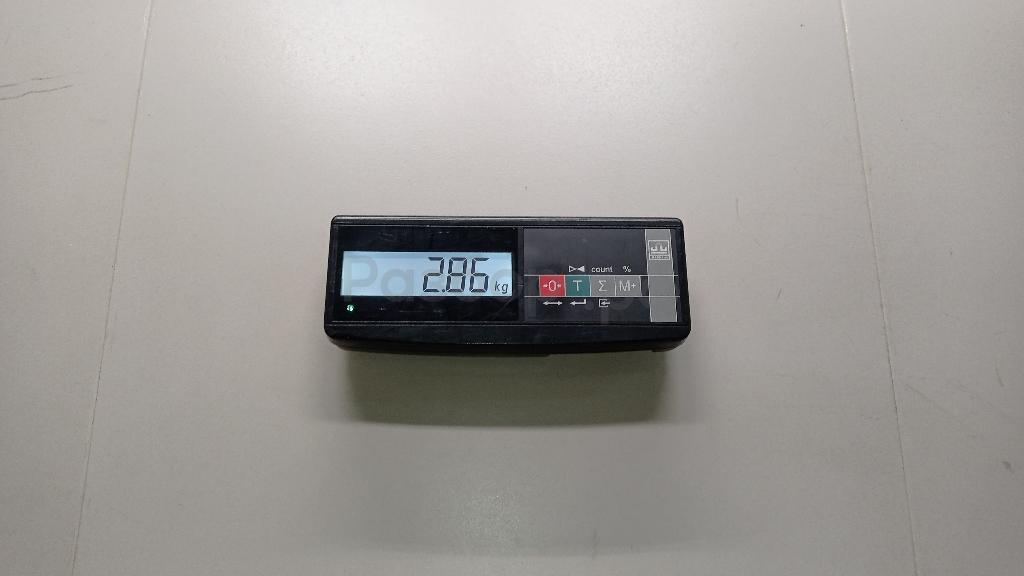 count %
2.86 kg
→0← T Σ M+